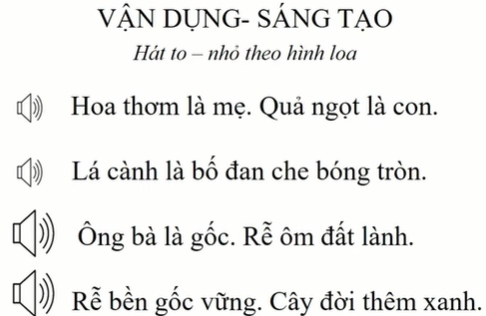 VẬN DỤNG- SÁNG TẠO
Hát to – nhỏ theo hình loa
Hoa thơm là mẹ. Quả ngọt là con.
Lá cành là bố đan che bóng tròn.
Ông bà là gốc. Rễ ôm đất lành.
Rễ bền gốc vững. Cây đời thêm xanh.